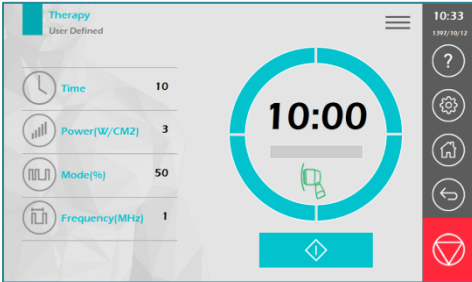 Therapy
User Defined
10:33
1397/10/12
?
Time 10
Power(W/CM2) 3
Mode(%) 50
Frequency(MHz) 1
10:00